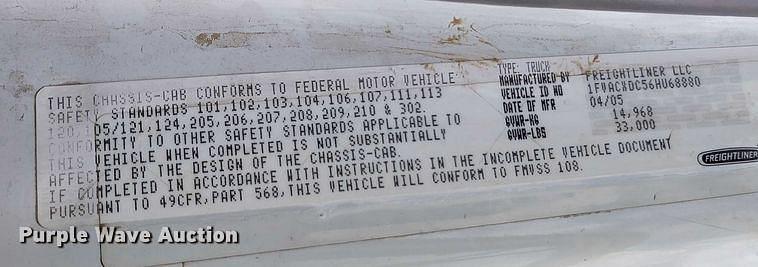 THIS CHASSIS-CAB CONFORMS TO FEDERAL MOTOR VEHICLE
SAFETY STANDARDS 101,102,103,104,106,107,111,113
120,105/121,124,205,206,207,208,209,210 & 302.
CONFORMITY TO OTHER SAFETY STANDARDS APPLICABLE TO
THIS VEHICLE WHEN COMPLETED IS NOT SUBSTANTIALLY
AFFECTED BY THE DESIGN OF THE CHASSIS-CAB.
IF COMPLETED IN ACCORDANCE WITH INSTRUCTIONS IN THE INCOMPLETE VEHICLE DOCUMENT
PURSUANT TO 49CFR,PART 568,THIS VEHICLE WILL CONFORM TO FMVSS 108.
TYPE: TRUCK
MANUFACTURED BY FREIGHTLINER LLC
VEHICLE ID NO 1FVACXDC56HU68880
DATE OF MFR 04/05
GVWR-KG 14,968
GVWR-LBS 33,000
FREIGHTLINER
Purple Wave Auction